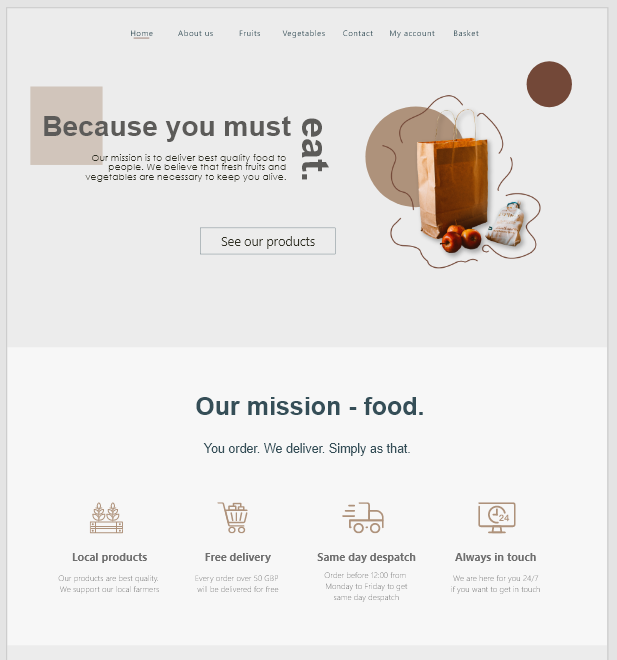 Home About us Fruits Vegetables Contact My account Basket
Because you must
eat.
Our mission is to deliver best quality food to
people. We believe that fresh fruits and
vegetables are necessary to keep you alive.
See our products
Our mission - food.
You order. We deliver. Simply as that.
24
Local products
Our products are best quality.
We support our local farmers
Free delivery
Every order over 50 GBP
will be delivered for free
Same day despatch
Order before 12:00 from
Monday to Friday to get
same day despatch
Always in touch
We are here for you 24/7
if you want to get in touch